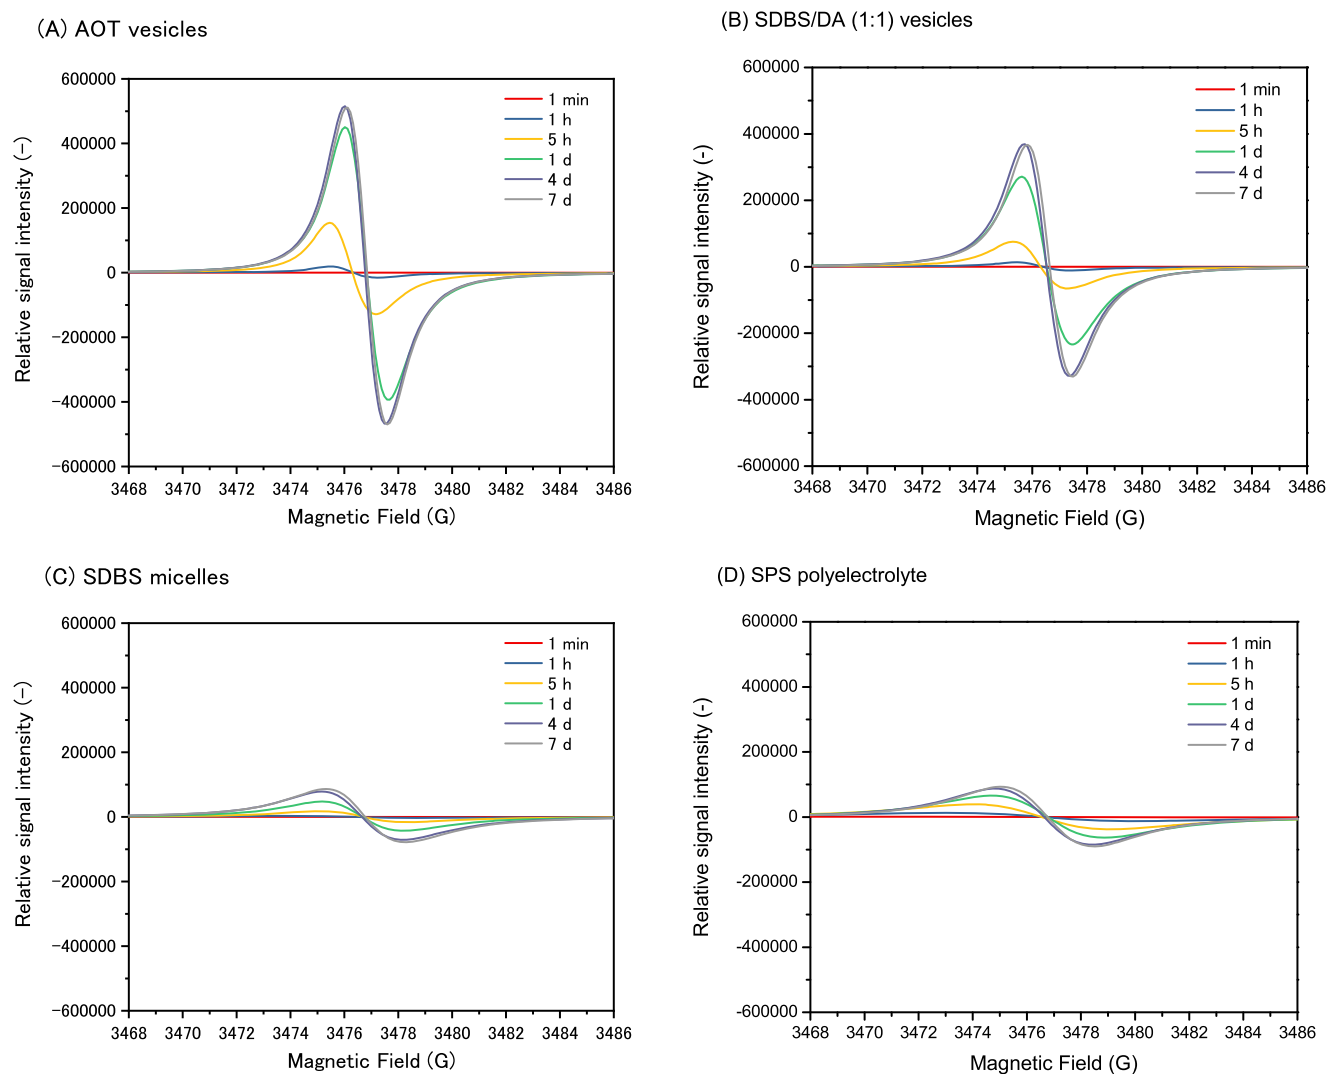 (A) AOT vesicles
600000
400000
200000
0
−200000
−400000
−600000
Relative signal intensity (−)
1 min
1 h
5 h
1 d
4 d
7 d
3468 3470 3472 3474 3476 3478 3480 3482 3484 3486
Magnetic Field (G)
(B) SDBS/DA (1:1) vesicles
600000
400000
200000
0
-200000
-400000
-600000
Relative signal intensity (-)
1 min
1 h
5 h
1 d
4 d
7 d
3468 3470 3472 3474 3476 3478 3480 3482 3484 3486
Magnetic Field (G)
(C) SDBS micelles
600000
400000
200000
0
−200000
−400000
−600000
Relative signal intensity (−)
1 min
1 h
5 h
1 d
4 d
7 d
3468 3470 3472 3474 3476 3478 3480 3482 3484 3486
Magnetic Field (G)
(D) SPS polyelectrolyte
600000
400000
200000
0
-200000
-400000
-600000
Relative signal intensity (-)
1 min
1 h
5 h
1 d
4 d
7 d
3468 3470 3472 3474 3476 3478 3480 3482 3484 3486
Magnetic Field (G)